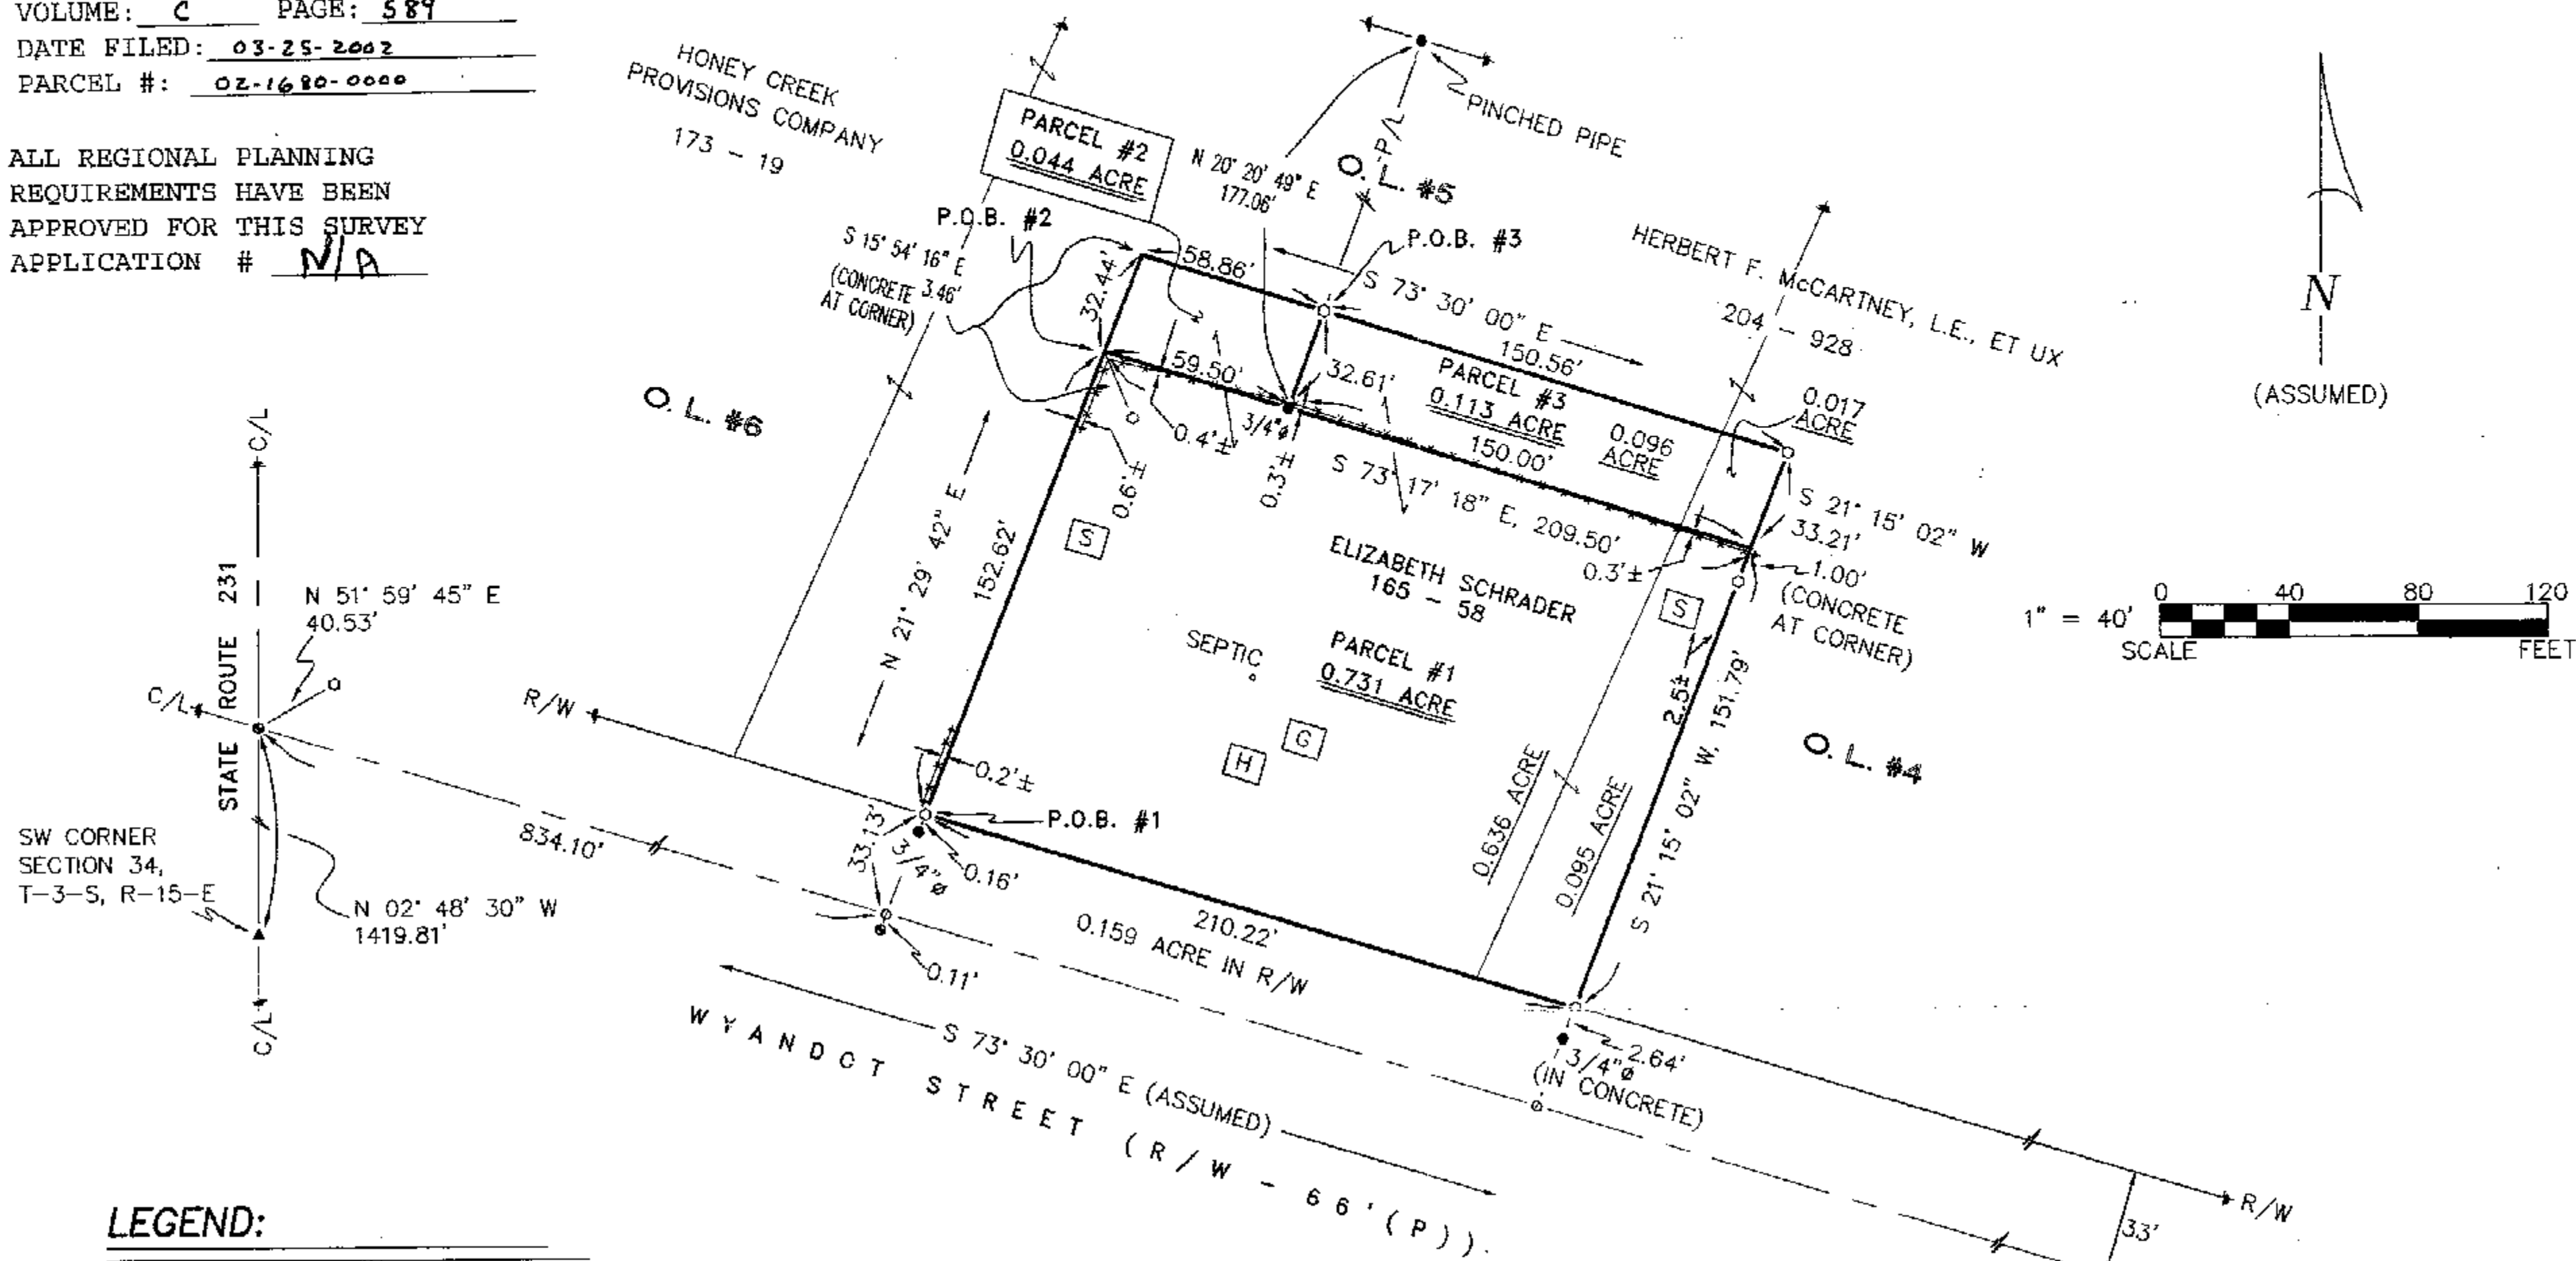 VOLUME: C PAGE: 589
DATE FILED: 03-25-2002
PARCEL #: 02-1680-0000
ALL REGIONAL PLANNING
REQUIREMENTS HAVE BEEN
APPROVED FOR THIS SURVEY
APPLICATION # N/A
HONEY CREEK
PROVISIONS COMPANY
173 - 19
PARCEL #2
0.044 ACRE
P.O.B. #2
S 15° 54' 16" E
3.46'
(CONCRETE
AT CORNER)
N 20° 20' 49" E
177.06'
PINCHED PIPE
P/L
O. L. #5
P.O.B. #3
58.86'
32.44'
S 73° 30' 00" E
150.56'
HERBERT F. McCARTNEY, L.E., ET UX
204 - 928
N
(ASSUMED)
59.50'
32.61'
PARCEL #3
0.113 ACRE
0.096
ACRE
0.017
ACRE
3/4"ø
0.3'±
0.4'±
0.6'±
150.00'
S 73° 17' 18" E, 209.50'
S 21° 15' 02" W
33.21'
1.00'
(CONCRETE
AT CORNER)
0.3'±
O. L. #6
S
N 21° 29' 42" E
152.62'
ELIZABETH SCHRADER
165 - 58
S
SEPTIC
PARCEL #1
0.731 ACRE
G
H
2.5'±
S 21° 15' 02" W, 151.79'
O. L. #4
0.636 ACRE
0.095 ACRE
1" = 40'
0 40 80 120
SCALE FEET
C/L
STATE ROUTE 231
N 51° 59' 45" E
40.53'
C/L
R/W
SW CORNER
SECTION 34,
T-3-S, R-15-E
N 02° 48' 30" W
1419.81'
C/L
834.10'
0.2'±
P.O.B. #1
33.13'
3/4"ø
0.16'
0.11'
210.22'
0.159 ACRE IN R/W
S 73° 30' 00" E (ASSUMED)
WYANDOT STREET (R/W - 66'(P)).
2.64'
3/4"ø
(IN CONCRETE)
R/W
33'
LEGEND: